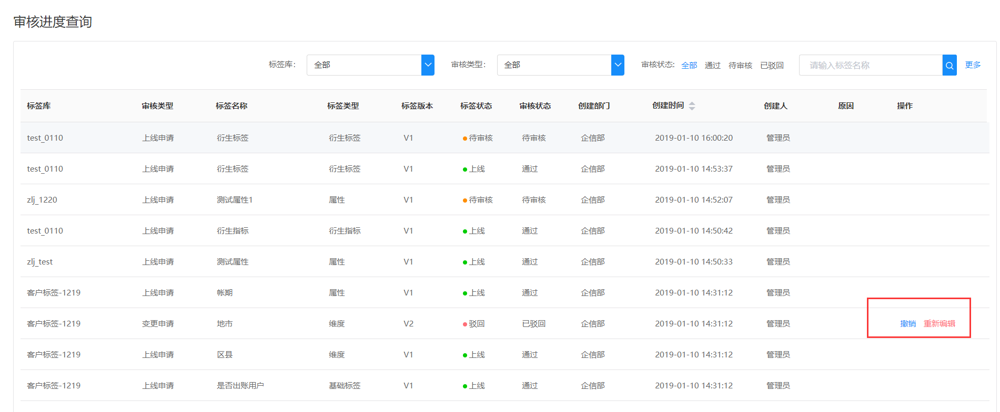 审核进度查询
标签库： 全部 审核类型： 全部 审核状态: 全部 通过 待审核 已驳回 请输入标签名称 更多
标签库 审核类型 标签名称 标签类型 标签版本 标签状态 审核状态 创建部门 创建时间 创建人 原因 操作
test_0110 上线申请 衍生标签 衍生标签 V1 待审核 待审核 企信部 2019-01-10 16:00:20 管理员
test_0110 上线申请 衍生标签 衍生标签 V1 上线 通过 企信部 2019-01-10 14:53:37 管理员
zlj_1220 上线申请 测试属性1 属性 V1 待审核 待审核 企信部 2019-01-10 14:52:07 管理员
test_0110 上线申请 衍生指标 衍生指标 V1 上线 通过 企信部 2019-01-10 14:50:42 管理员
zlj_test 上线申请 测试属性 属性 V1 上线 通过 企信部 2019-01-10 14:50:33 管理员
客户标签-1219 上线申请 帐期 属性 V1 上线 通过 企信部 2019-01-10 14:31:12 管理员
客户标签-1219 变更申请 地市 维度 V2 驳回 已驳回 企信部 2019-01-10 14:31:12 管理员 撤销 重新编辑
客户标签-1219 上线申请 区县 维度 V1 上线 通过 企信部 2019-01-10 14:31:12 管理员
客户标签-1219 上线申请 是否出账用户 基础标签 V1 上线 通过 企信部 2019-01-10 14:31:12 管理员